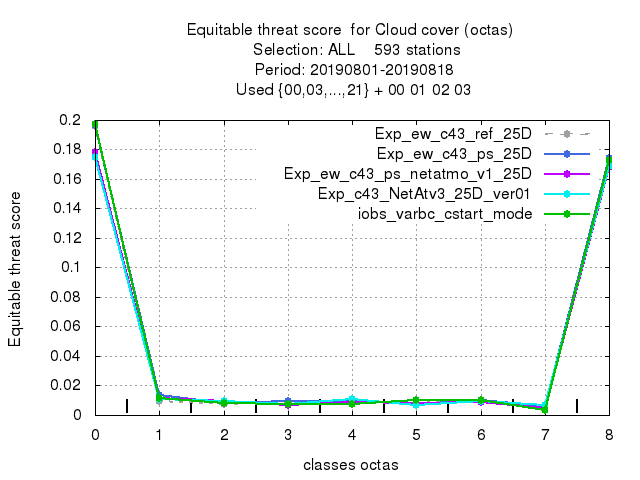 Equitable threat score  for Cloud cover (octas)
Selection: ALL    593 stations
Period: 20190801-20190818
Used {00,03,...,21} + 00 01 02 03
Exp_ew_c43_ref_25D
Exp_ew_c43_ps_25D
Exp_ew_c43_ps_netatmo_v1_25D
Exp_c43_NetAtv3_25D_ver01
iobs_varbc_cstart_mode
Equitable threat score
0.2
0.18
0.16
0.14
0.12
0.1
0.08
0.06
0.04
0.02
0
0 1 2 3 4 5 6 7 8
classes octas